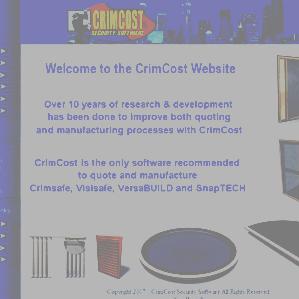 CRIMCOST
SECURITY SOFTWARE
Welcome to the CrimCost Website
Over 10 years of research & development
has been done to improve both quoting
and manufacturing processes with CrimCost
CrimCost is the only software recommended
to quote and manufacture
Crimsafe, Visisafe, VersaBUILD and SnapTECH
Copyright 2007 - CrimCost Security Software All Rights Reserved